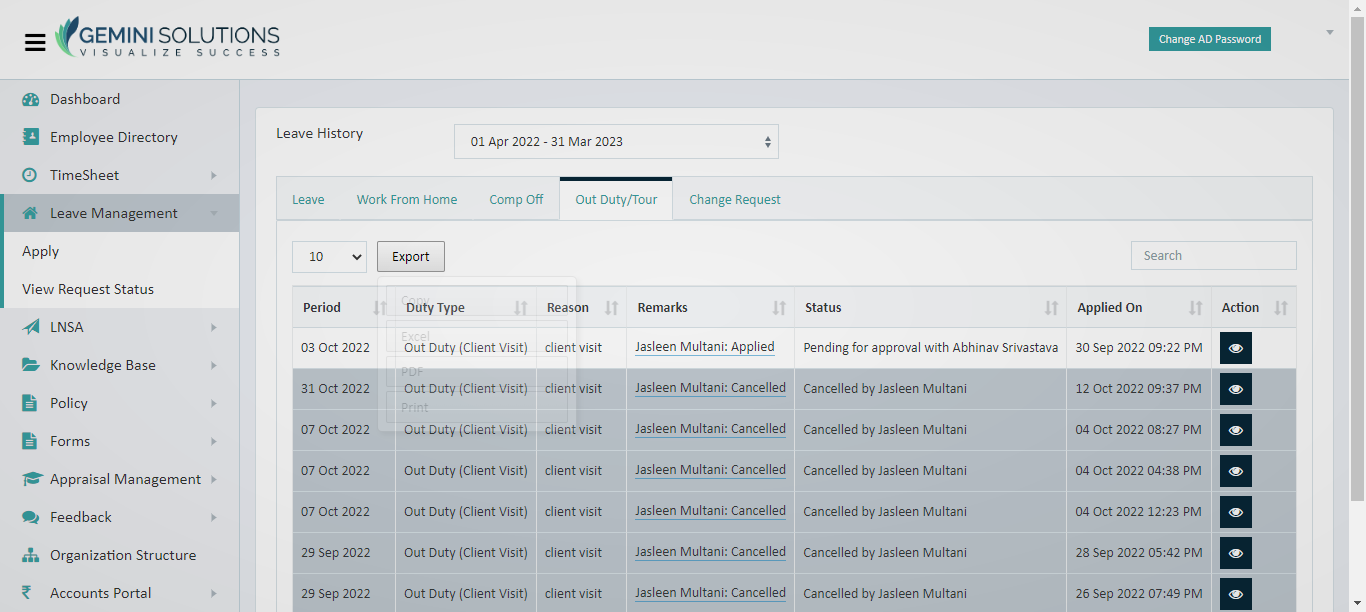 GEMINI SOLUTIONS
VISUALIZE SUCCESS
Change AD Password
Dashboard
Employee Directory
TimeSheet
Leave Management
Apply
View Request Status
LNSA
Knowledge Base
Policy
Forms
Appraisal Management
Feedback
Organization Structure
Accounts Portal
Leave History
01 Apr 2022 - 31 Mar 2023
Leave Work From Home Comp Off Out Duty/Tour Change Request
10 Export Search
Copy
Excel
PDF
Print
Period Duty Type Reason Remarks Status Applied On Action
03 Oct 2022 Out Duty (Client Visit) client visit Jasleen Multani: Applied Pending for approval with Abhinav Srivastava 30 Sep 2022 09:22 PM
31 Oct 2022 Out Duty (Client Visit) client visit Jasleen Multani: Cancelled Cancelled by Jasleen Multani 12 Oct 2022 09:37 PM
07 Oct 2022 Out Duty (Client Visit) client visit Jasleen Multani: Cancelled Cancelled by Jasleen Multani 04 Oct 2022 08:27 PM
07 Oct 2022 Out Duty (Client Visit) client visit Jasleen Multani: Cancelled Cancelled by Jasleen Multani 04 Oct 2022 04:38 PM
07 Oct 2022 Out Duty (Client Visit) client visit Jasleen Multani: Cancelled Cancelled by Jasleen Multani 04 Oct 2022 12:23 PM
29 Sep 2022 Out Duty (Client Visit) client visit Jasleen Multani: Cancelled Cancelled by Jasleen Multani 28 Sep 2022 05:42 PM
29 Sep 2022 Out Duty (Client Visit) client visit Jasleen Multani: Cancelled Cancelled by Jasleen Multani 26 Sep 2022 07:49 PM